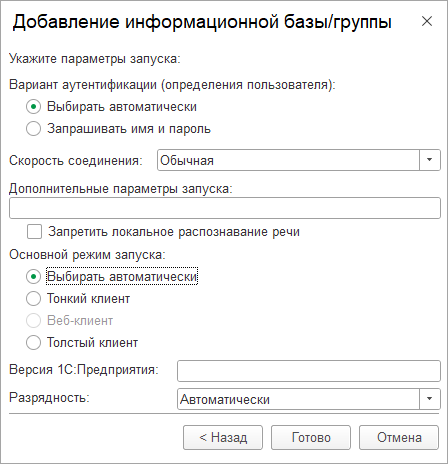 Добавление информационной базы/группы
Укажите параметры запуска:
Вариант аутентификации (определения пользователя):
Выбирать автоматически
Запрашивать имя и пароль
Скорость соединения: Обычная
Дополнительные параметры запуска:
Запретить локальное распознавание речи
Основной режим запуска:
Выбирать автоматически
Тонкий клиент
Веб-клиент
Толстый клиент
Версия 1С:Предприятия:
Разрядность: Автоматически
< Назад Готово Отмена